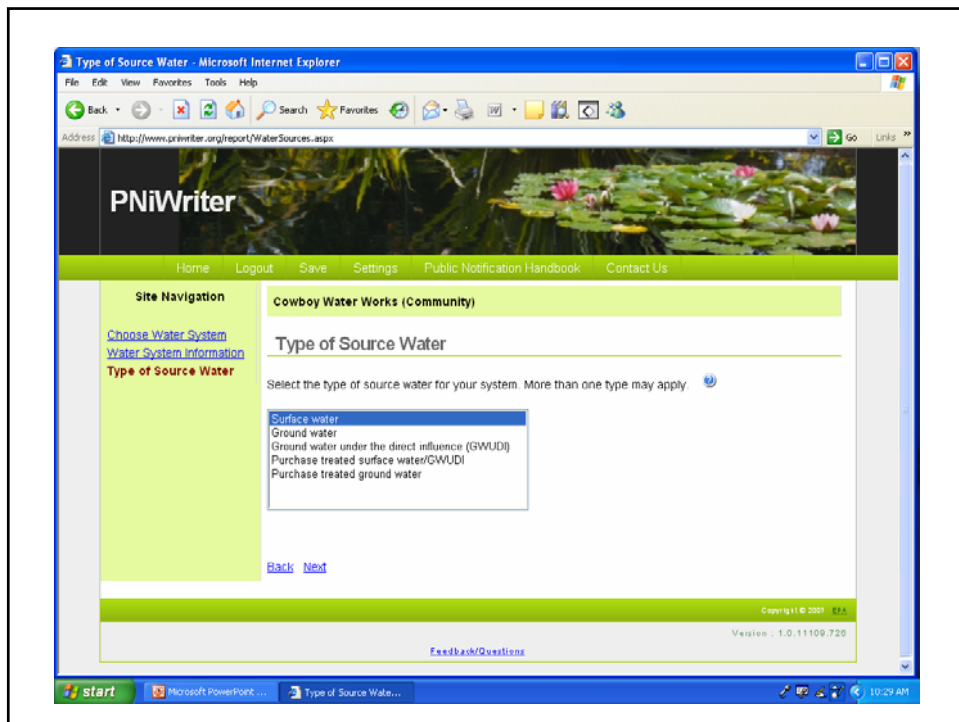 Type of Source Water - Microsoft Internet Explorer
File Edit View Favorites Tools Help
Back Search Favorites
Address http://www.pniwriter.org/report/WaterSources.aspx Go Links »
PNiWriter
Home Logout Save Settings Public Notification Handbook Contact Us
Site Navigation
Choose Water System
Water System Information
Type of Source Water
Cowboy Water Works (Community)
Type of Source Water
Select the type of source water for your system. More than one type may apply.
Surface water
Ground water
Ground water under the direct influence (GWUDI)
Purchase treated surface water/GWUDI
Purchase treated ground water
Back Next
Copyright © 2001 EPA
Version : 1.0.11109.726
Feedback/Questions
start Microsoft PowerPoint ... Type of Source Wate... 10:29 AM